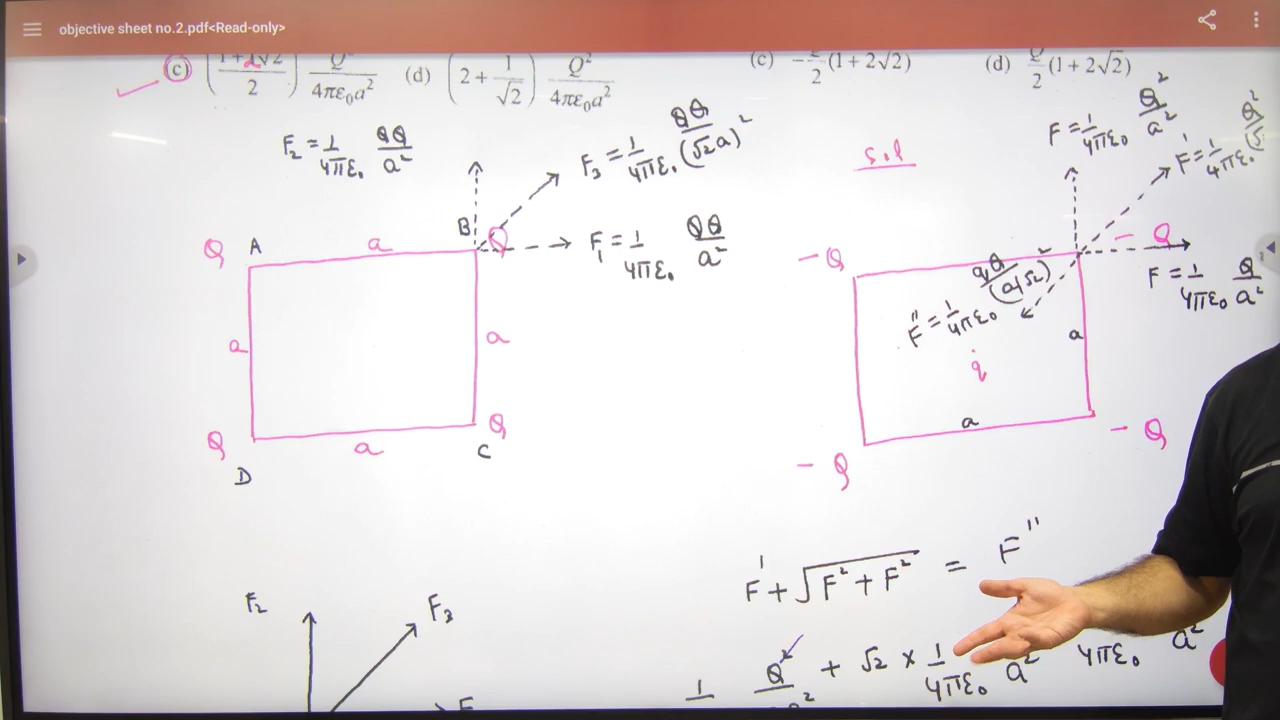 objective sheet no.2.pdf<Read-only>
(c) (1+2√2 / 2) Q² / 4πε₀a² (d) (2 + 1/√2) Q² / 4πε₀a²
(c) −Q/2 (1 + 2√2) (d) Q/2 (1 + 2√2)
F₂ = 1/4πε₀ QQ/a²
F₃ = 1/4πε₀ QQ/(√2a)²
B Q
F₁ = 1/4πε₀ QQ/a²
Q A a
a a
Q a Q
D C
Sol
F = 1/4πε₀ Q²/a²
F' = 1/4πε₀ Q²
− Q − Q
F'' = 1/4πε₀ qQ/(a/√2)²
F = 1/4πε₀ Q²/a²
a
q
a
− Q − Q
F' + √F² + F² = F''
Q² + √2 × 1/4πε₀ a² 4πε₀ a²
F₂ F₃
F